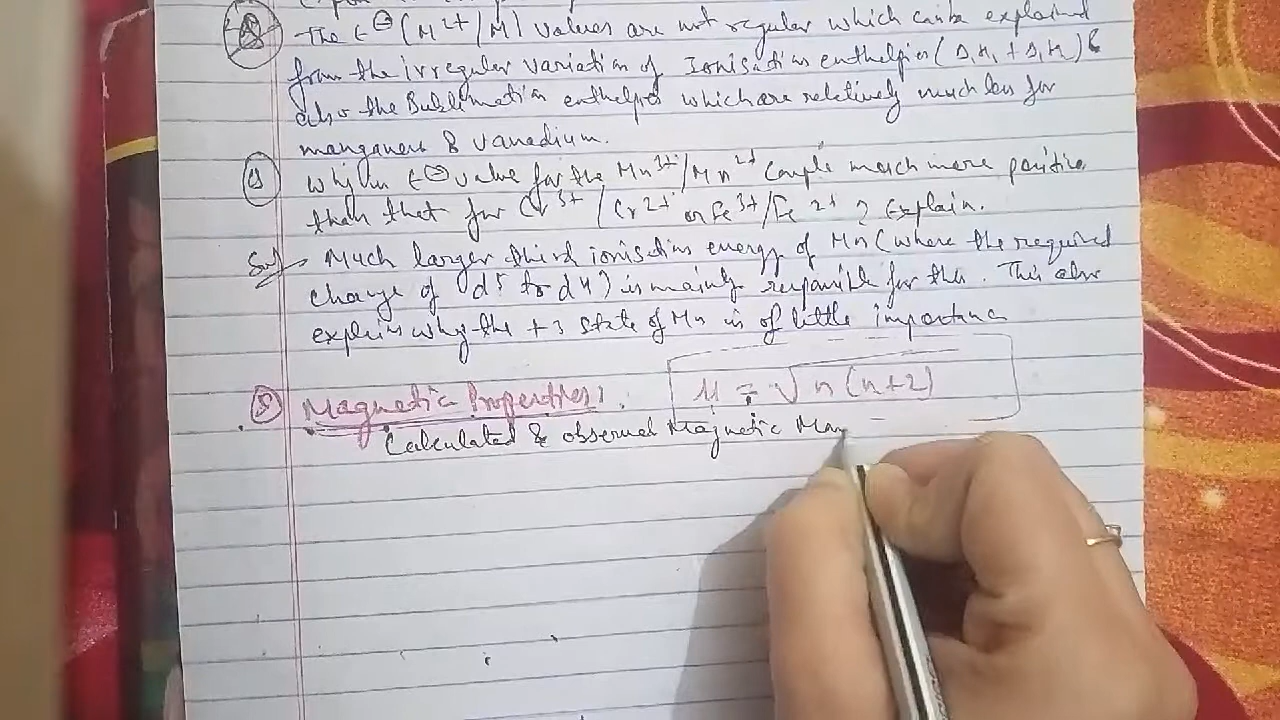 The E⊖(M²⁺/M) values are not regular which can be explained
from the irregular variation of Ionisation enthalpies (ΔiH₁ + ΔiH₂) &
also the Sublimation enthalpies which are relatively much less for
manganese & vanadium.
Why is E⊖ value for the Mn³⁺/Mn²⁺ couple much more positive
than that for Cr³⁺/Cr²⁺ or Fe³⁺/Fe²⁺ ? Explain.
Sol Much larger third ionisation energy of Mn (where the required
change of d5 to d4) is mainly responsible for this. This also
explains why the +3 state of Mn is of little importance
Magnetic Properties: μ = √n(n+2)
Calculated & observed Magnetic Mom